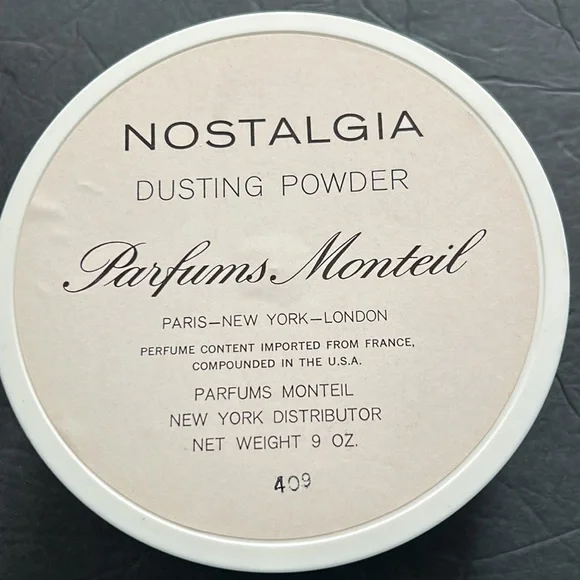 NOSTALGIA
DUSTING POWDER
Parfums Monteil
PARIS—NEW YORK—LONDON
PERFUME CONTENT IMPORTED FROM FRANCE,
COMPOUNDED IN THE U.S.A.
PARFUMS MONTEIL
NEW YORK DISTRIBUTOR
NET WEIGHT 9 OZ.
409